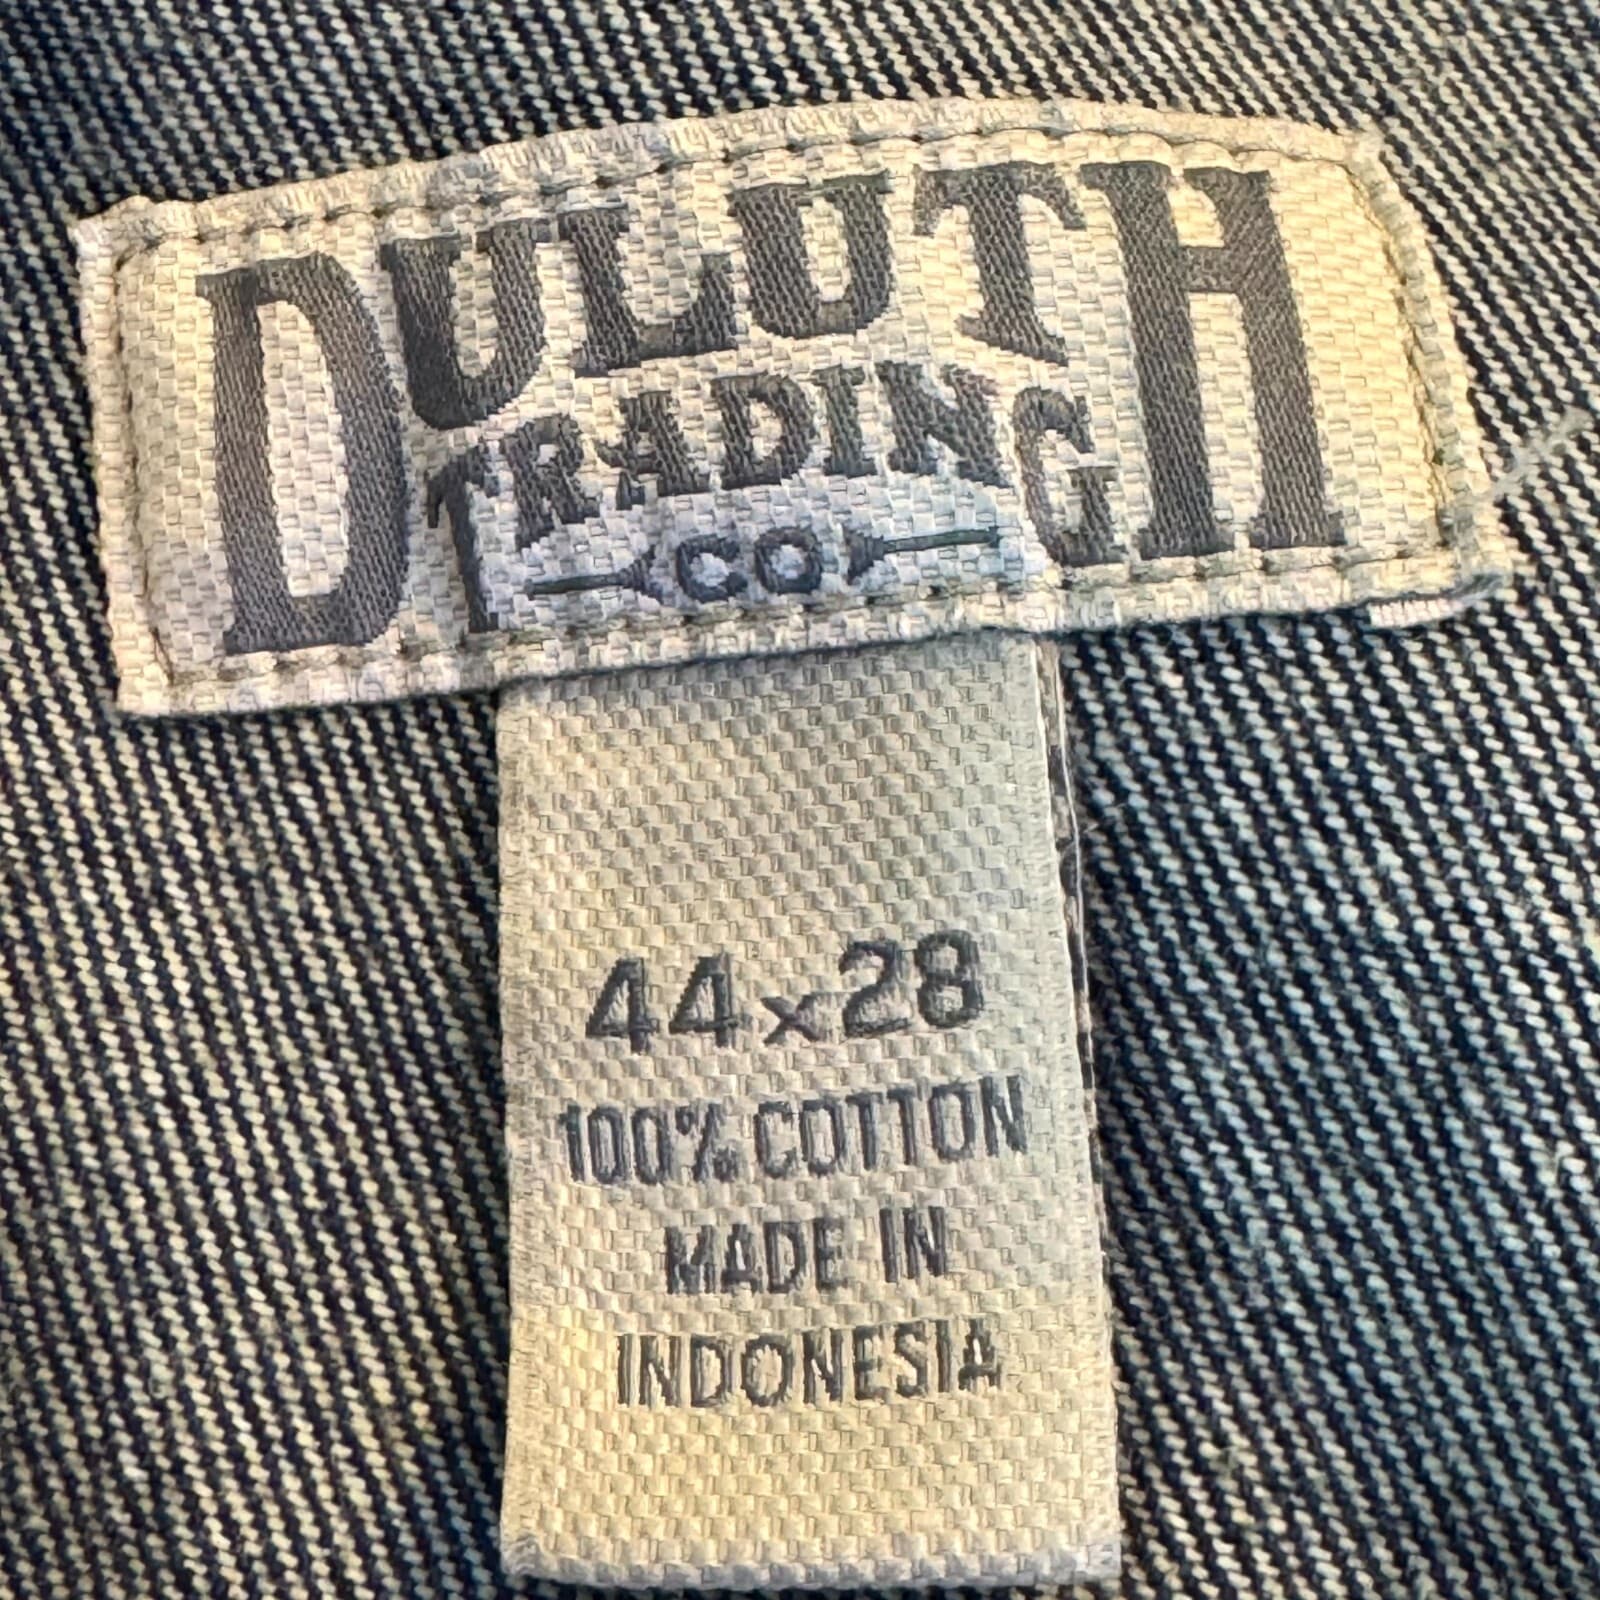 DULUTH
TRADING
CO
44x28
100% COTTON
MADE IN
INDONESIA